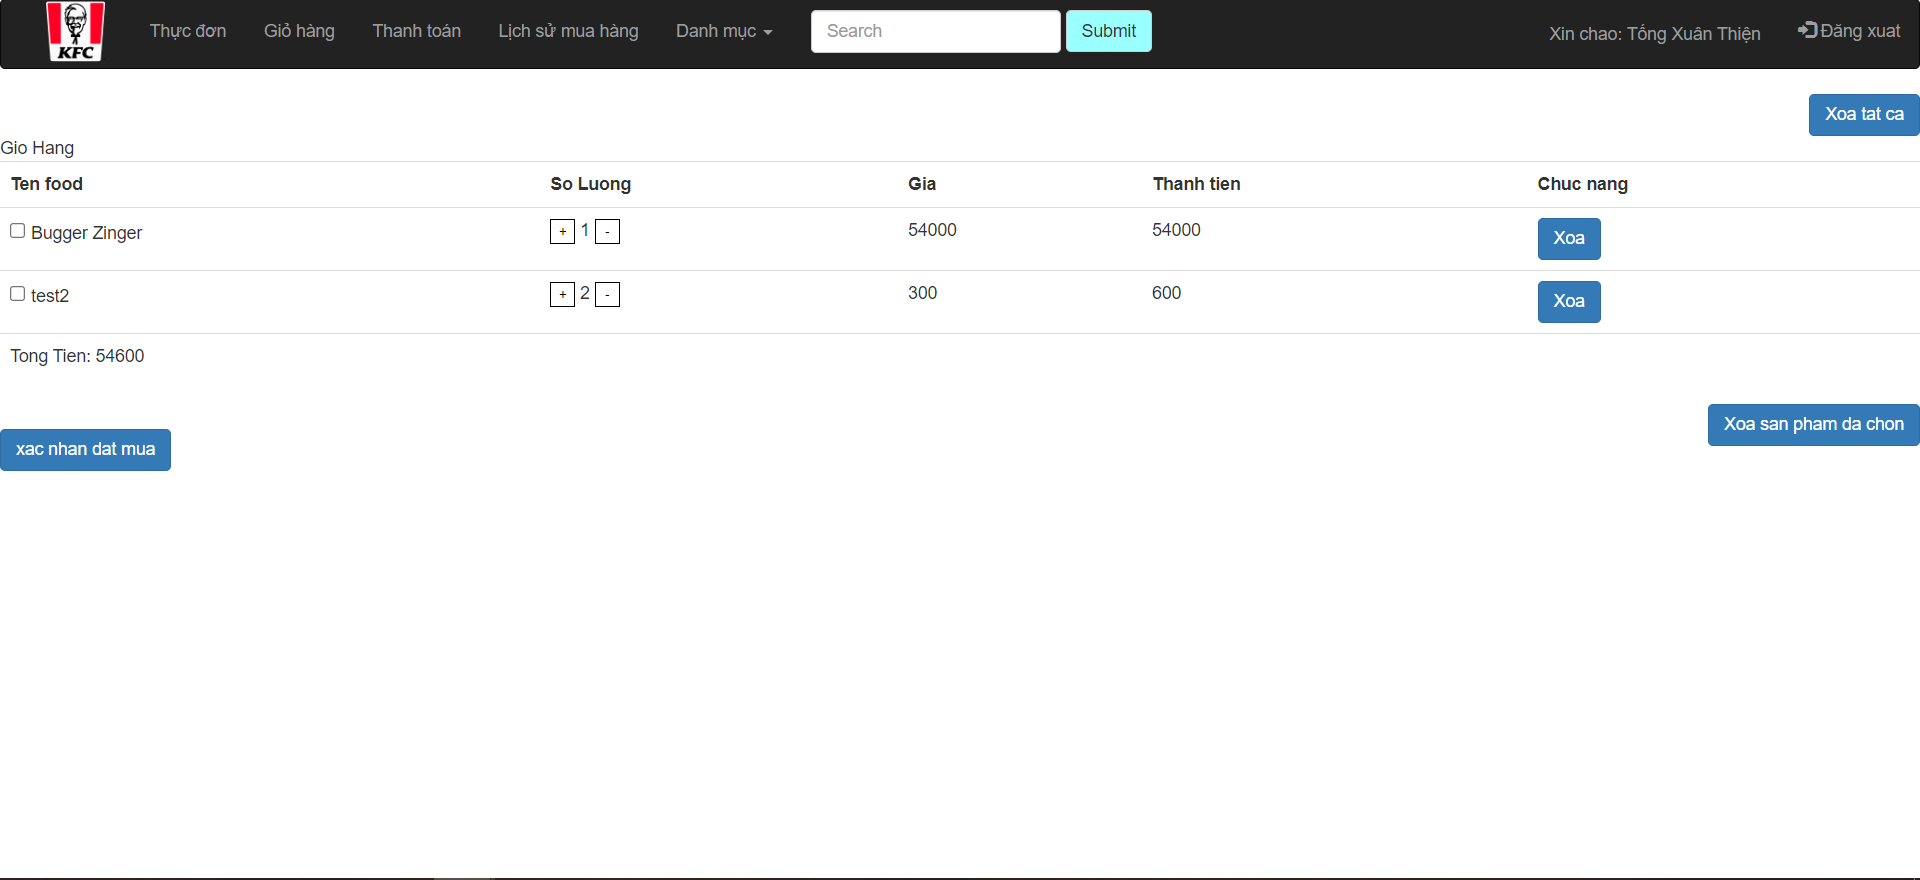 KFC Thực đơn Giỏ hàng Thanh toán Lịch sử mua hàng Danh mục Search Submit Xin chao: Tống Xuân Thiện Đăng xuat
Xoa tat ca
Gio Hang
Ten food So Luong Gia Thanh tien Chuc nang
Bugger Zinger + 1 - 54000 54000 Xoa
test2 + 2 - 300 600 Xoa
Tong Tien: 54600
Xoa san pham da chon
xac nhan dat mua